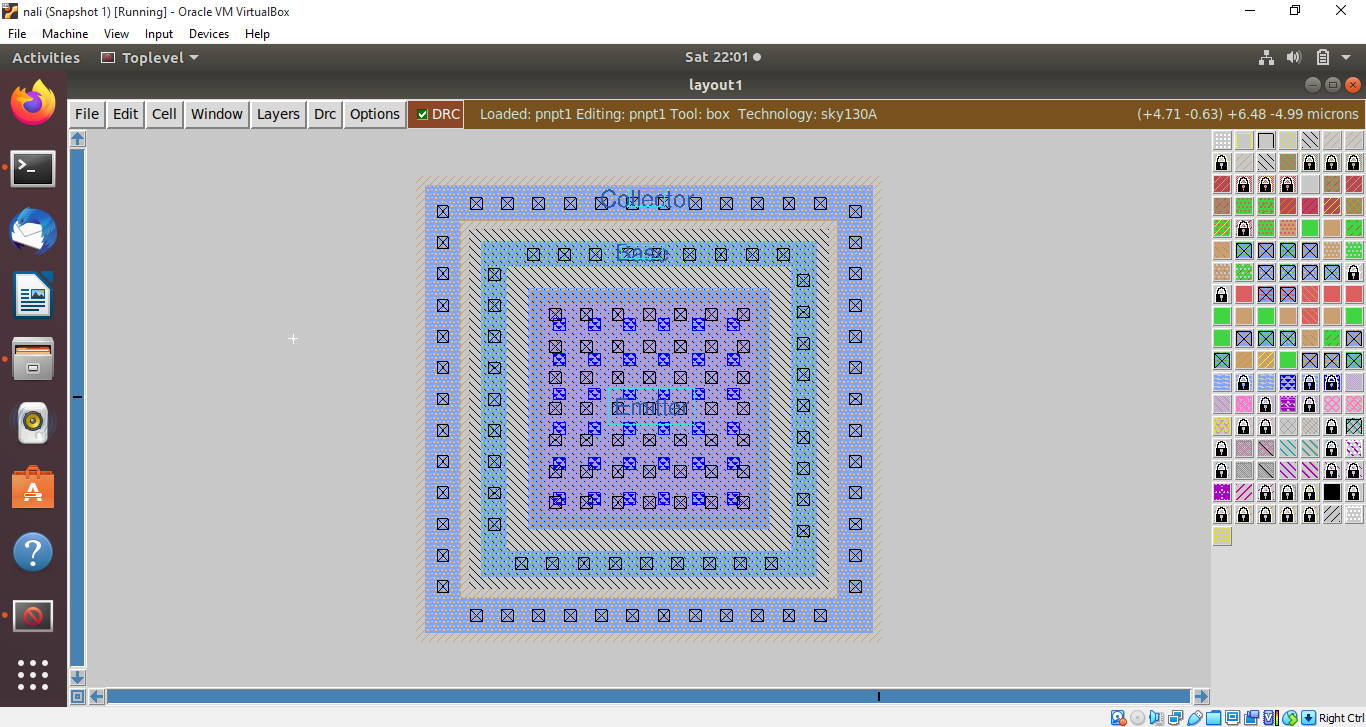 nali (Snapshot 1) [Running] - Oracle VM VirtualBox
File Machine View Input Devices Help
Activities Toplevel Sat 22:01
layout1
File Edit Cell Window Layers Drc Options DRC Loaded: pnpt1 Editing: pnpt1 Tool: box Technology: sky130A (+4.71 -0.63) +6.48 -4.99 microns
Collector
Base
Emitter
Right Ctrl